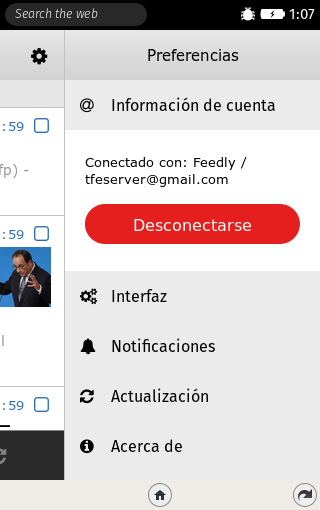 Search the web
1:07
Preferencias
@ Información de cuenta
:59
Conectado con: Feedly /
fp) -
tfeserver@gmail.com
Desconectarse
:59
Interfaz
l
Notificaciones
Actualización
:59
Acerca de